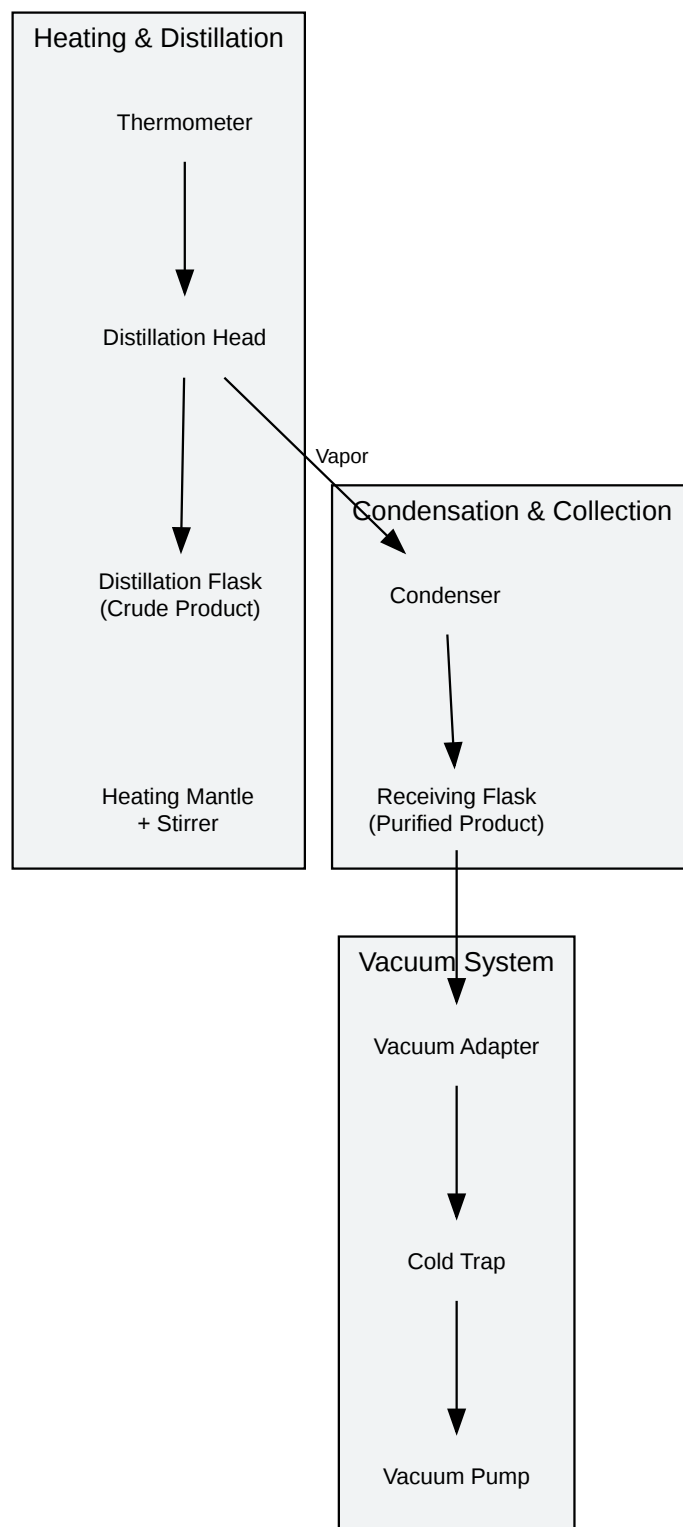 Heating & Distillation
Thermometer
Distillation Head
Vapor
Distillation Flask
(Crude Product)
Heating Mantle
+ Stirrer
Condensation & Collection
Condenser
Receiving Flask
(Purified Product)
Vacuum System
Vacuum Adapter
Cold Trap
Vacuum Pump